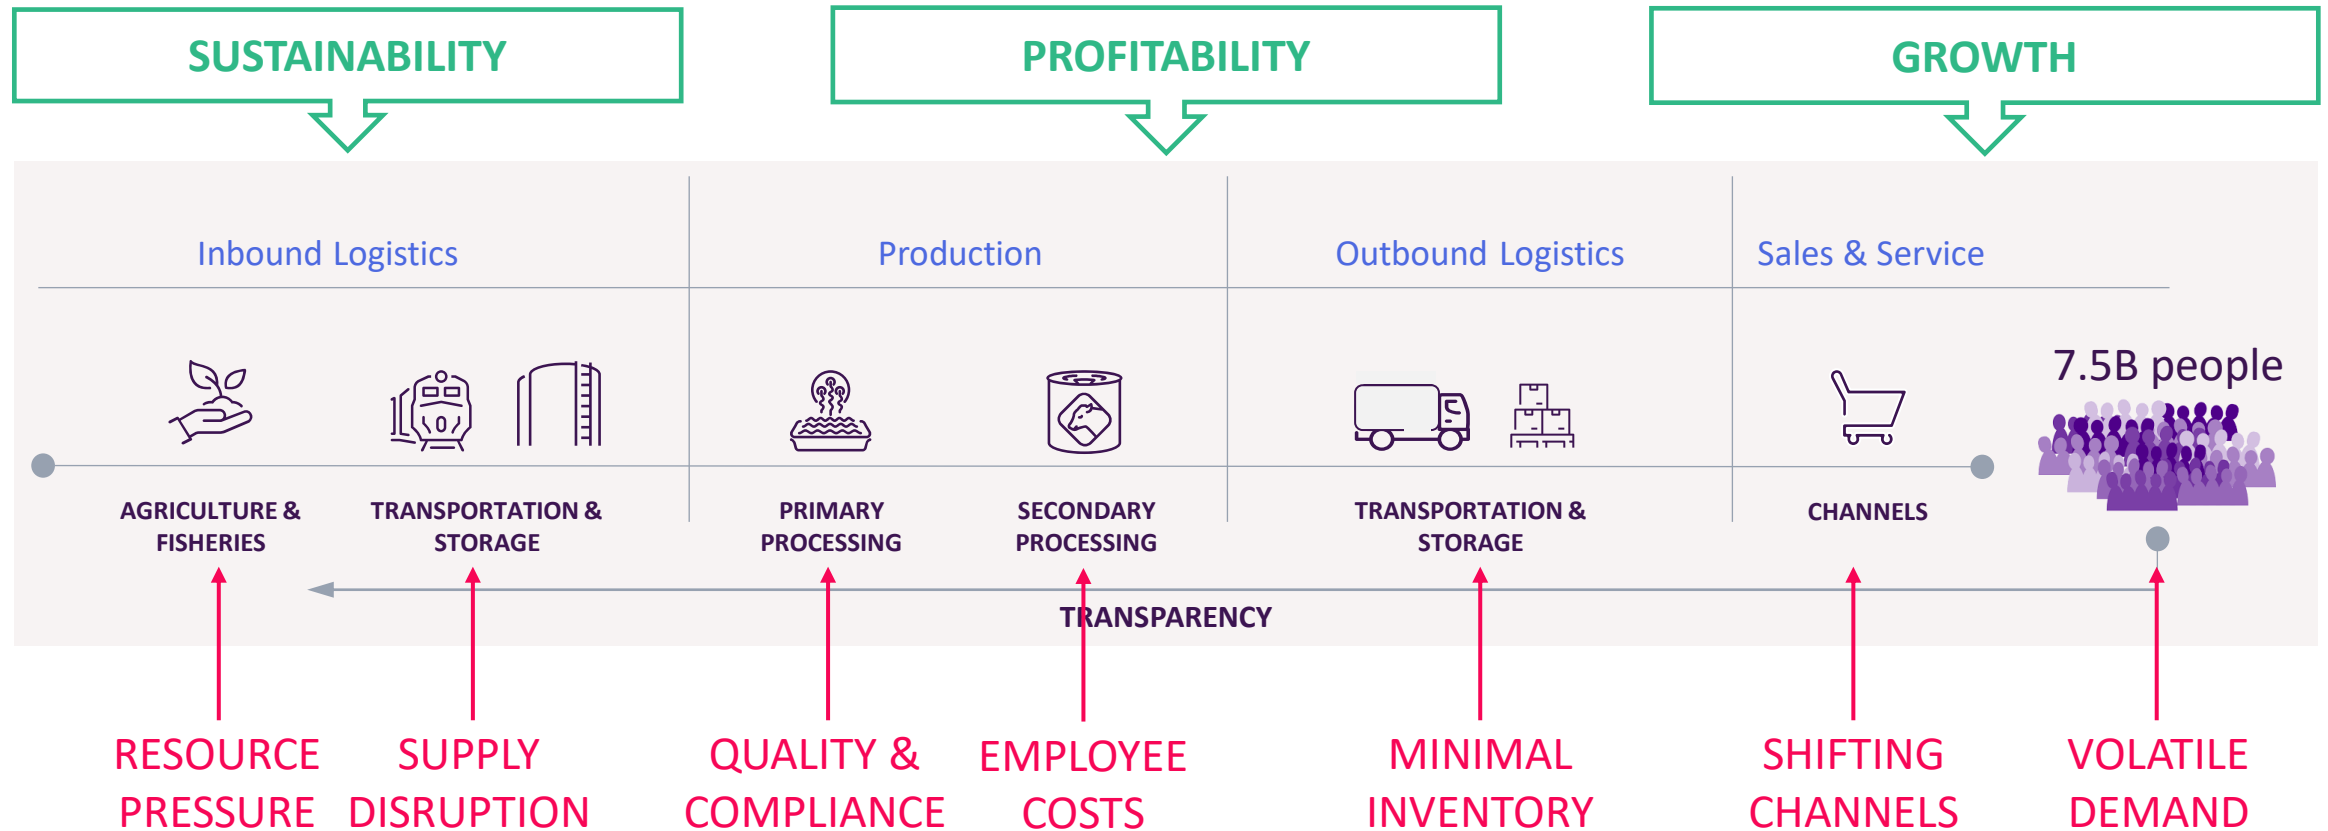 SUSTAINABILITY
PROFITABILITY
GROWTH
Inbound Logistics
Production
Outbound Logistics
Sales & Service
7.5B people
AGRICULTURE &
FISHERIES
TRANSPORTATION &
STORAGE
PRIMARY
PROCESSING
SECONDARY
PROCESSING
TRANSPORTATION &
STORAGE
CHANNELS
TRANSPARENCY
RESOURCE
PRESSURE
SUPPLY
DISRUPTION
QUALITY &
COMPLIANCE
EMPLOYEE
COSTS
MINIMAL
INVENTORY
SHIFTING
CHANNELS
VOLATILE
DEMAND